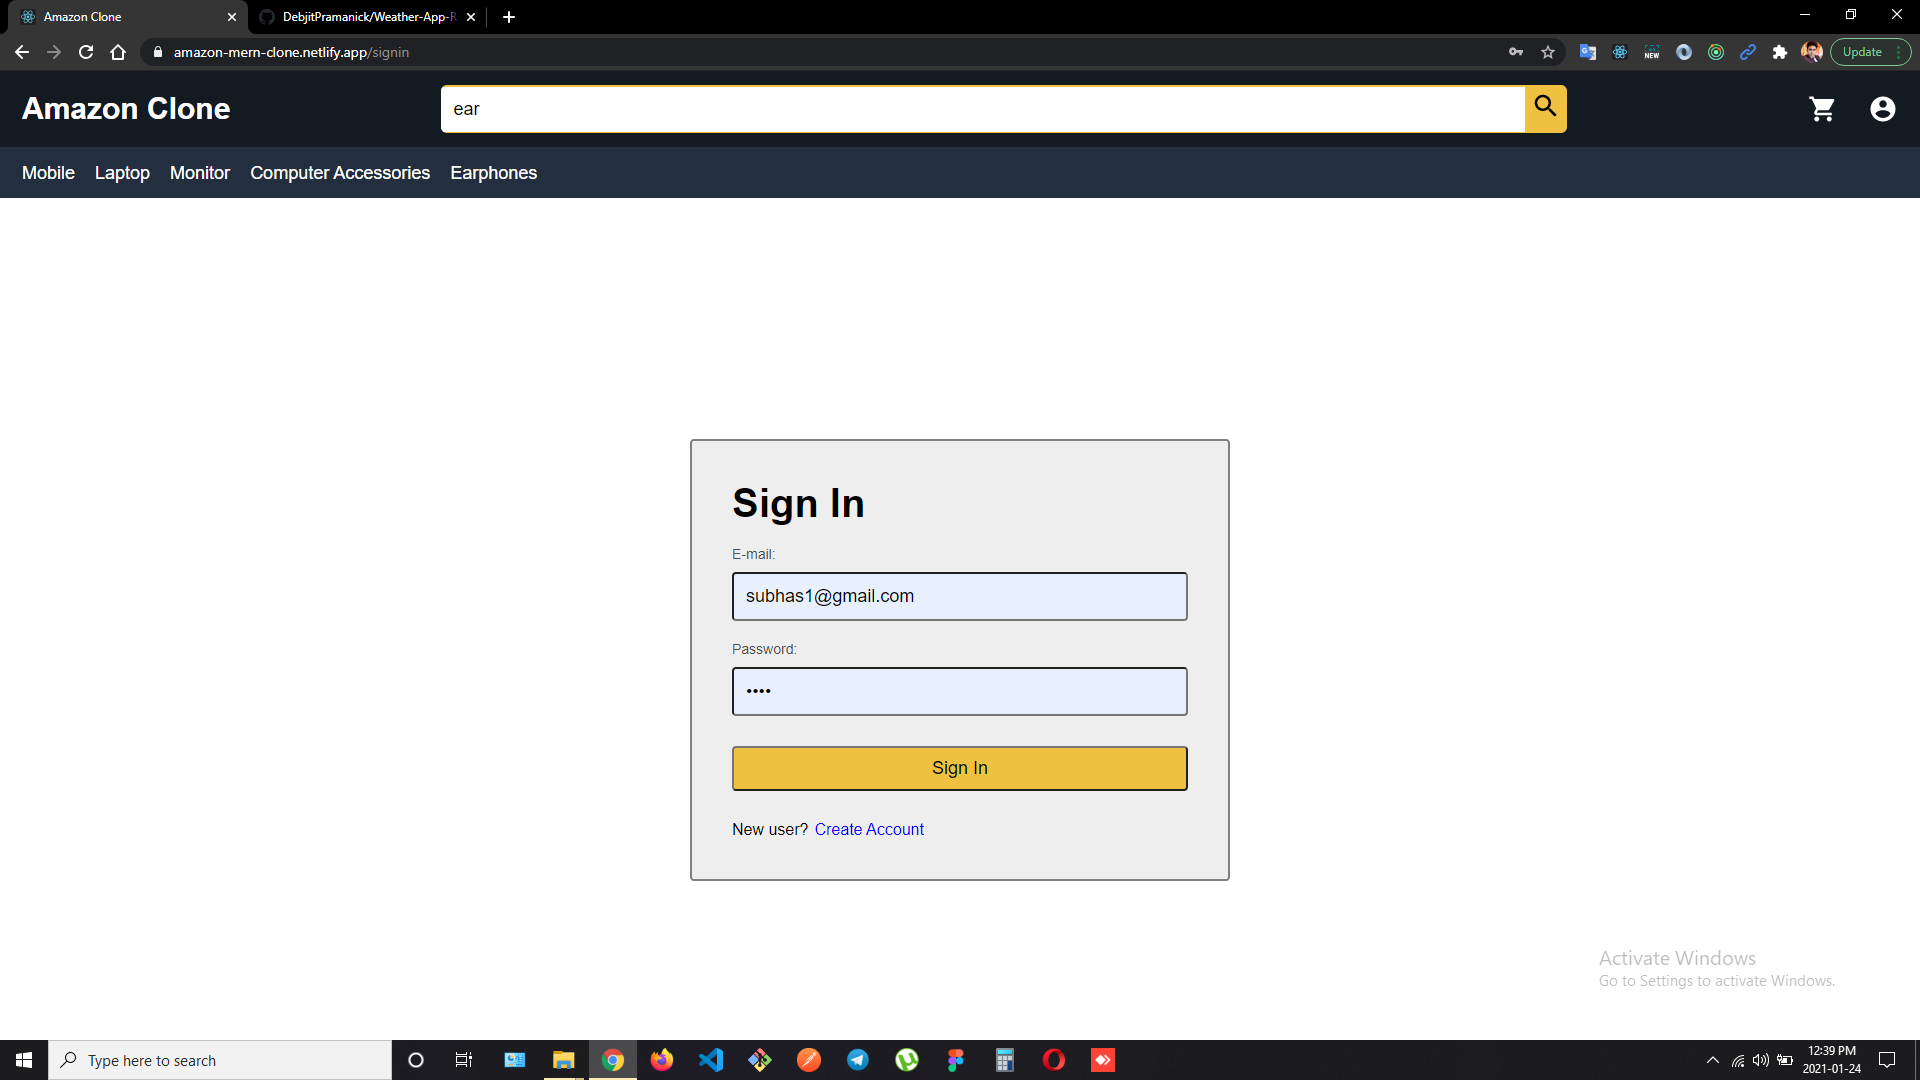 Amazon Clone
DebjitPramanick/Weather-App-R
amazon-mern-clone.netlify.app/signin
NEW
Update
Amazon Clone
ear
Mobile Laptop Monitor Computer Accessories Earphones
Sign In
E-mail:
subhas1@gmail.com
Password:
••••
Sign In
New user? Create Account
Activate Windows
Go to Settings to activate Windows.
Type here to search
12:39 PM
2021-01-24